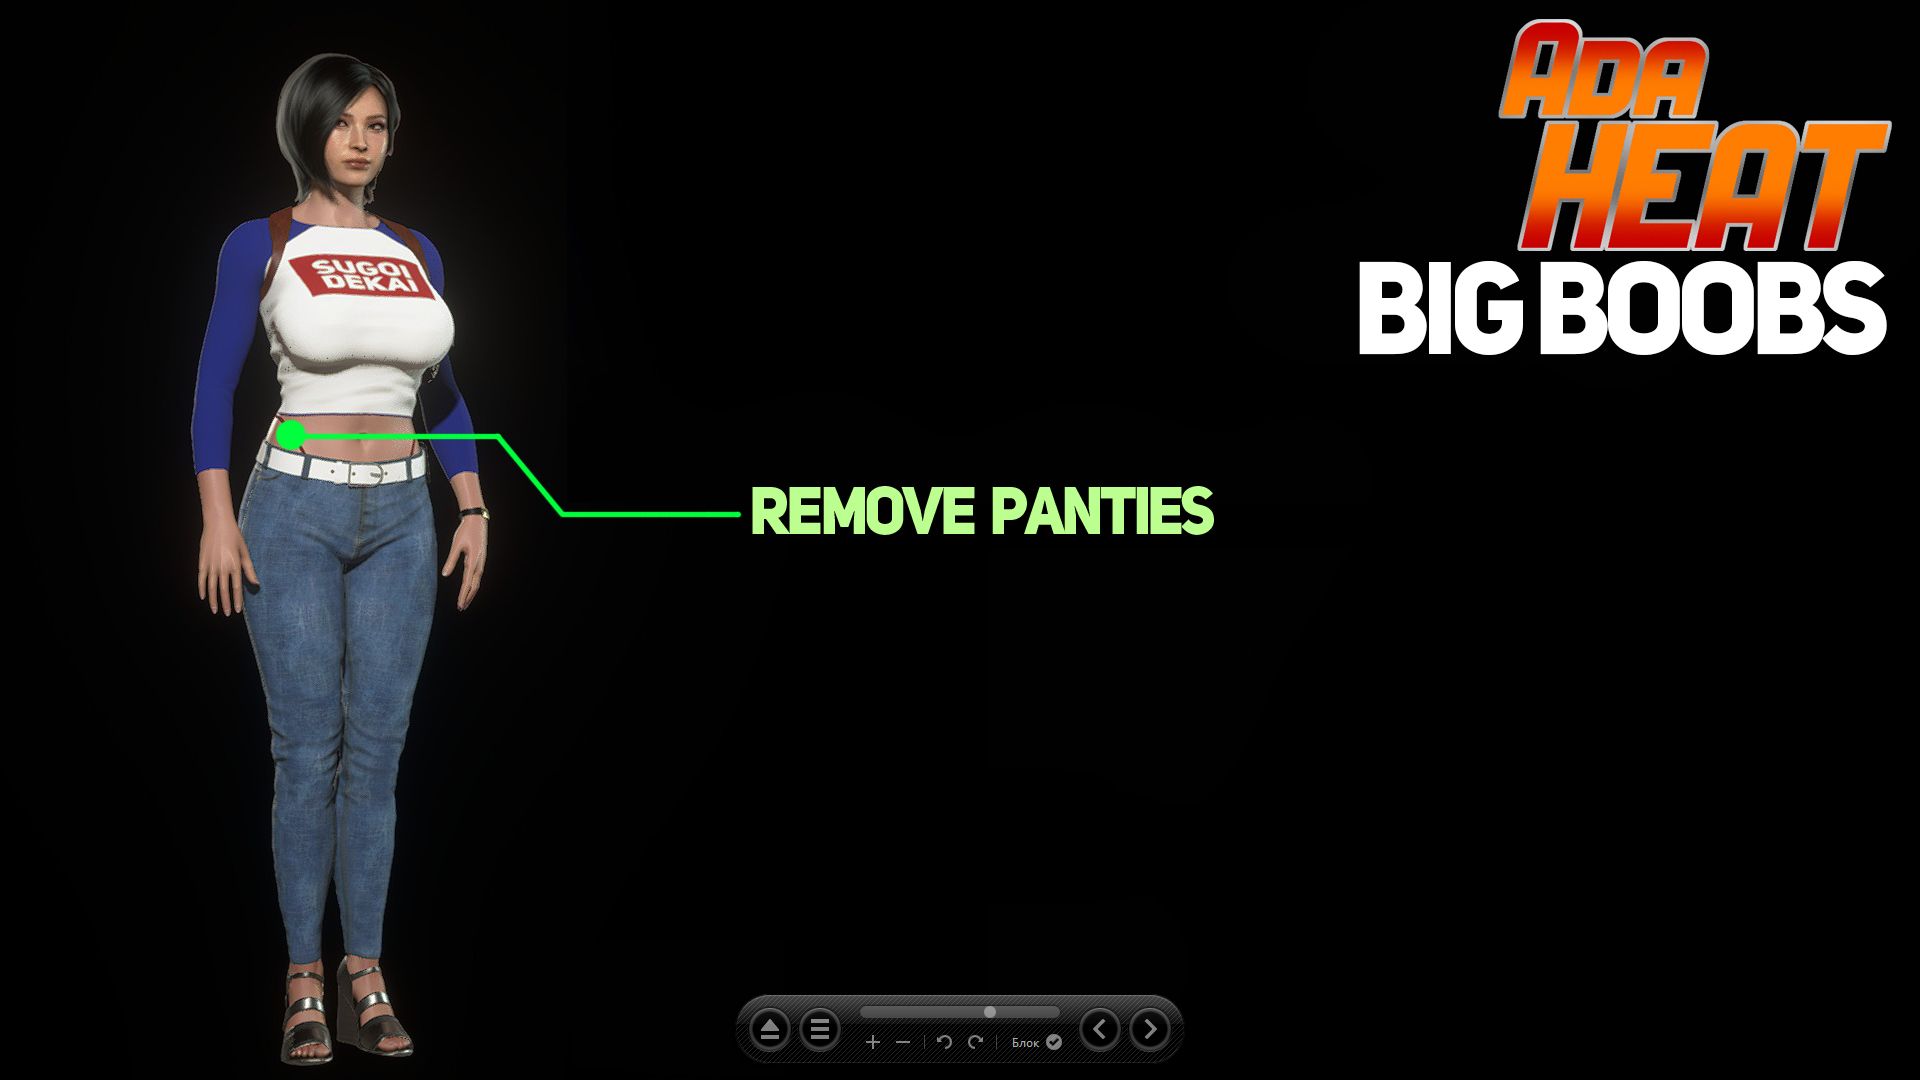 ADA
HEAT
BIG BOOBS
SUGOI
DEKAI
REMOVE PANTIES
Блок